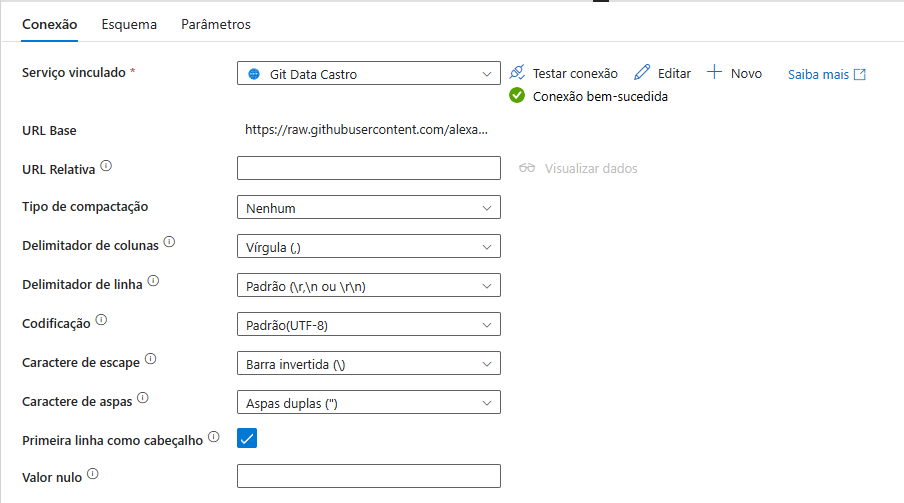 Conexão Esquema Parâmetros
Serviço vinculado * Git Data Castro Testar conexão Editar Novo Saiba mais
Conexão bem-sucedida
URL Base https://raw.githubusercontent.com/alexa...
URL Relativa Visualizar dados
Tipo de compactação Nenhum
Delimitador de colunas Vírgula (,)
Delimitador de linha Padrão (\r,\n ou \r\n)
Codificação Padrão(UTF-8)
Caractere de escape Barra invertida (\)
Caractere de aspas Aspas duplas (")
Primeira linha como cabeçalho
Valor nulo